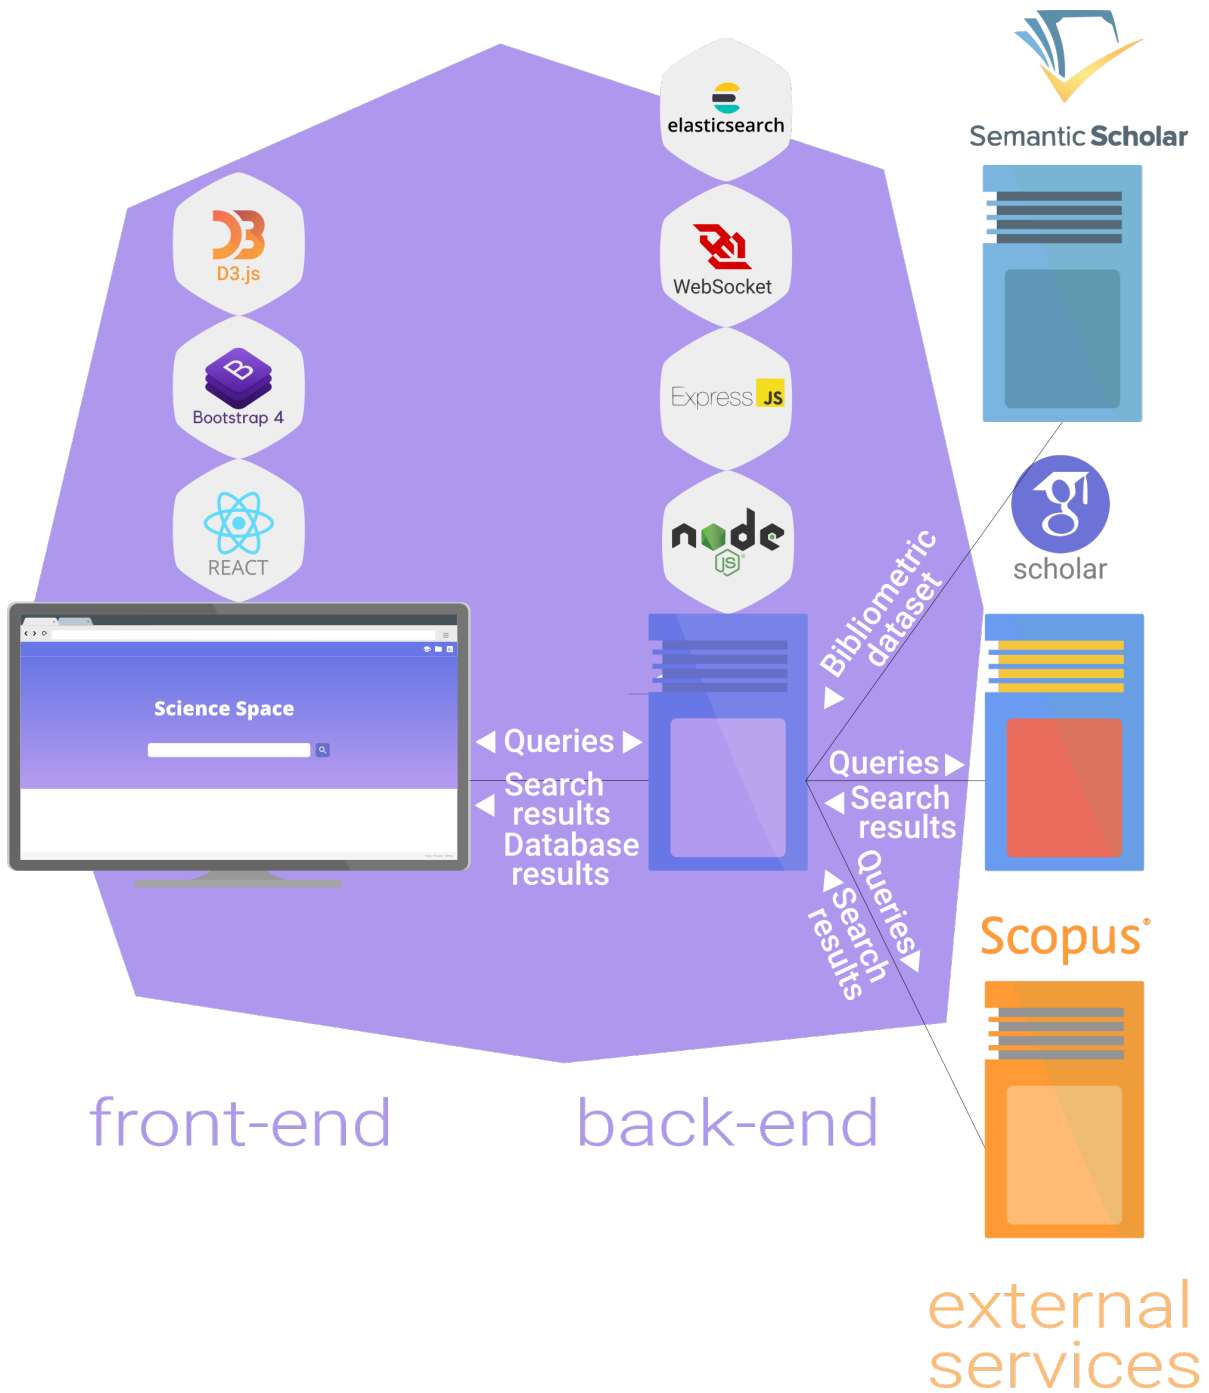 elasticsearch
Semantic Scholar
D3.js
WebSocket
B
Bootstrap 4
Express JS
REACT
node
JS
g
scholar
Science Space
Queries
Search
results
Database
results
Bibliometric
dataset
Queries
Search
results
Queries
Search
results
Scopus®
front-end
back-end
external
services